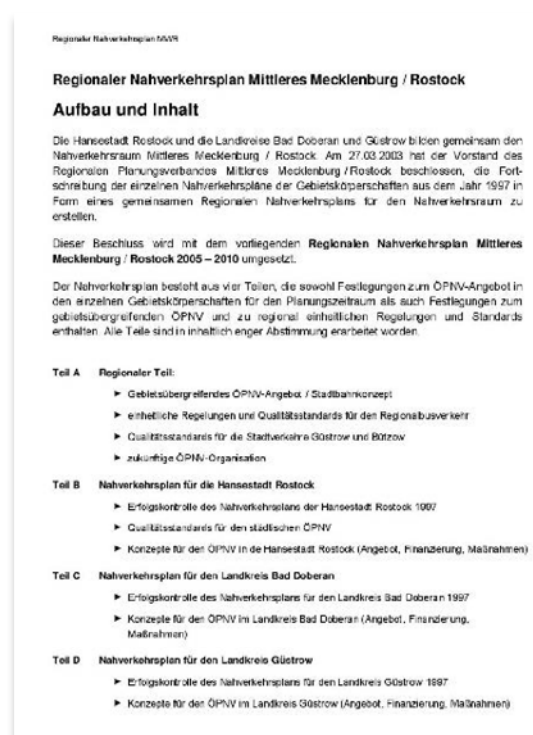 Regionaler Nahverkehrsplan MM/R
Regionaler Nahverkehrsplan Mittleres Mecklenburg / Rostock
Aufbau und Inhalt
Die Hansestadt Rostock und die Landkreise Bad Doberan und Güstrow bilden gemeinsam den
Nahverkehrsraum Mittleres Mecklenburg / Rostock. Am 27.03.2003 hat der Vorstand des
Regionalen Planungsverbandes Mittleres Mecklenburg / Rostock beschlossen, die Fort-
schreibung der einzelnen Nahverkehrspläne der Gebietskörperschaften aus dem Jahr 1997 in
Form eines gemeinsamen Regionalen Nahverkehrsplans für den Nahverkehrsraum zu
erstellen.
Dieser Beschluss wird mit dem vorliegenden Regionalen Nahverkehrsplan Mittleres
Mecklenburg / Rostock 2005 – 2010 umgesetzt.
Der Nahverkehrsplan besteht aus vier Teilen, die sowohl Festlegungen zum ÖPNV-Angebot in
den einzelnen Gebietskörperschaften für den Planungszeitraum als auch Festlegungen zum
gebietsübergreifenden ÖPNV und zu regional einheitlichen Regelungen und Standards
enthalten. Alle Teile sind in inhaltlich enger Abstimmung erarbeitet worden.
Teil A Regionaler Teil:
► Gebietsübergreifendes ÖPNV-Angebot / Stadtbahnkonzept
► einheitliche Regelungen und Qualitätsstandards für den Regionalbusverkehr
► Qualitätsstandards für die Stadtverkehre Güstrow und Bützow
► zukünftige ÖPNV-Organisation
Teil B Nahverkehrsplan für die Hansestadt Rostock
► Erfolgskontrolle des Nahverkehrsplans der Hansestadt Rostock 1997
► Qualitätsstandards für den städtischen ÖPNV
► Konzepte für den ÖPNV in de Hansestadt Rostock (Angebot, Finanzierung, Maßnahmen)
Teil C Nahverkehrsplan für den Landkreis Bad Doberan
► Erfolgskontrolle des Nahverkehrsplans für den Landkreis Bad Doberan 1997
► Konzepte für den ÖPNV im Landkreis Bad Doberan (Angebot, Finanzierung,
Maßnahmen)
Teil D Nahverkehrsplan für den Landkreis Güstrow
► Erfolgskontrolle des Nahverkehrsplans für den Landkreis Güstrow 1997
► Konzepte für den ÖPNV im Landkreis Güstrow (Angebot, Finanzierung, Maßnahmen)